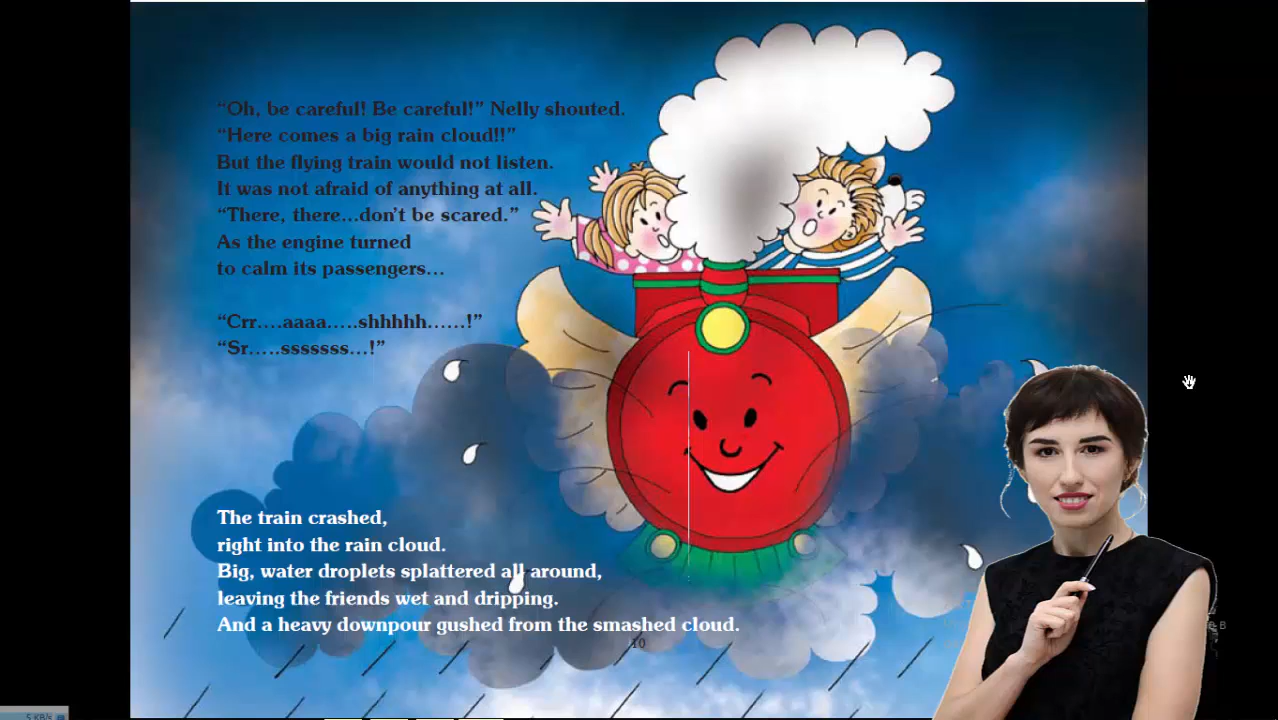 “Oh, be careful! Be careful!” Nelly shouted.
“Here comes a big rain cloud!!”
But the flying train would not listen.
It was not afraid of anything at all.
“There, there...don’t be scared.”
As the engine turned
to calm its passengers...
“Crr....aaaa.....shhhhh......!”
“Sr.....sssssss...!”
The train crashed,
right into the rain cloud.
Big, water droplets splattered all around,
leaving the friends wet and dripping.
And a heavy downpour gushed from the smashed cloud.
10
5 KB/s